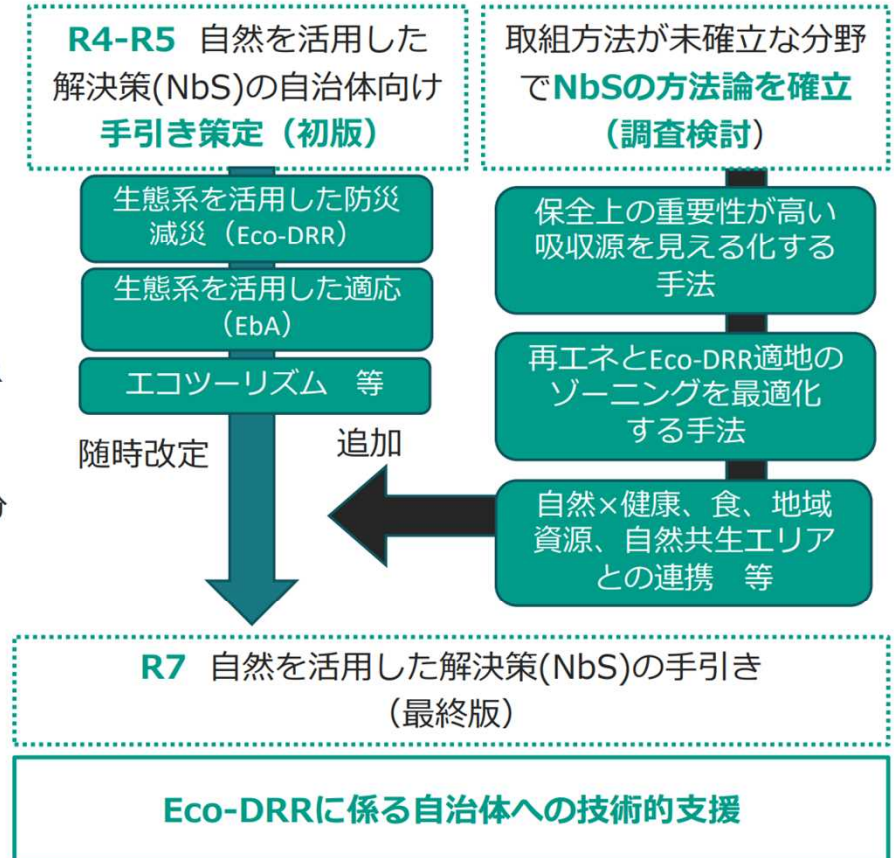 R4-R5 自然を活用した
解決策(NbS)の自治体向け
手引き策定（初版）
生態系を活用した防災
減災（Eco-DRR）
生態系を活用した適応
（EbA）
エコツーリズム　等
随時改定
追加
取組方法が未確立な分野
でNbSの方法論を確立
（調査検討）
保全上の重要性が高い
吸収源を見える化する
手法
再エネとEco-DRR適地の
ゾーニングを最適化
する手法
自然×健康、食、地域
資源、自然共生エリア
との連携　等
R7 自然を活用した解決策(NbS)の手引き
（最終版）
Eco-DRRに係る自治体への技術的支援